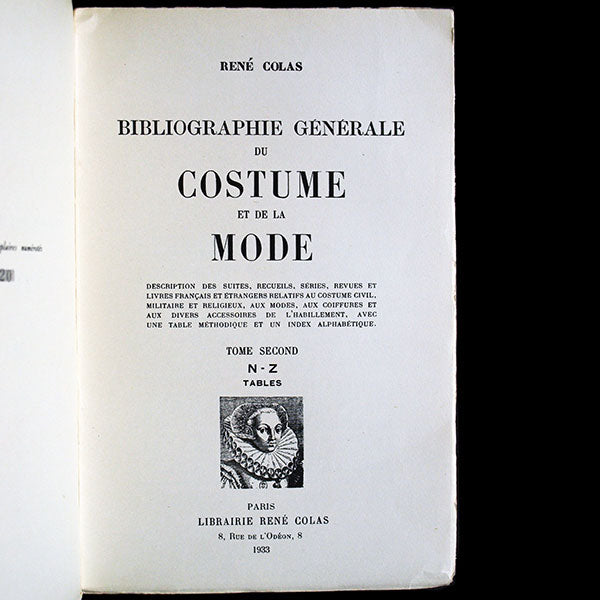 plaires numérotés
20
RENÉ COLAS
BIBLIOGRAPHIE GÉNÉRALE
DU
COSTUME
ET DE LA
MODE
DESCRIPTION DES SUITES, RECUEILS, SÉRIES, REVUES ET
LIVRES FRANÇAIS ET ÉTRANGERS RELATIFS AU COSTUME CIVIL,
MILITAIRE ET RELIGIEUX, AUX MODES, AUX COIFFURES ET
AUX DIVERS ACCESSOIRES DE L'HABILLEMENT, AVEC
UNE TABLE MÉTHODIQUE ET UN INDEX ALPHABÉTIQUE.
TOME SECOND
N - Z
TABLES
PARIS
LIBRAIRIE RENÉ COLAS
8, RUE DE L'ODÉON, 8
1933